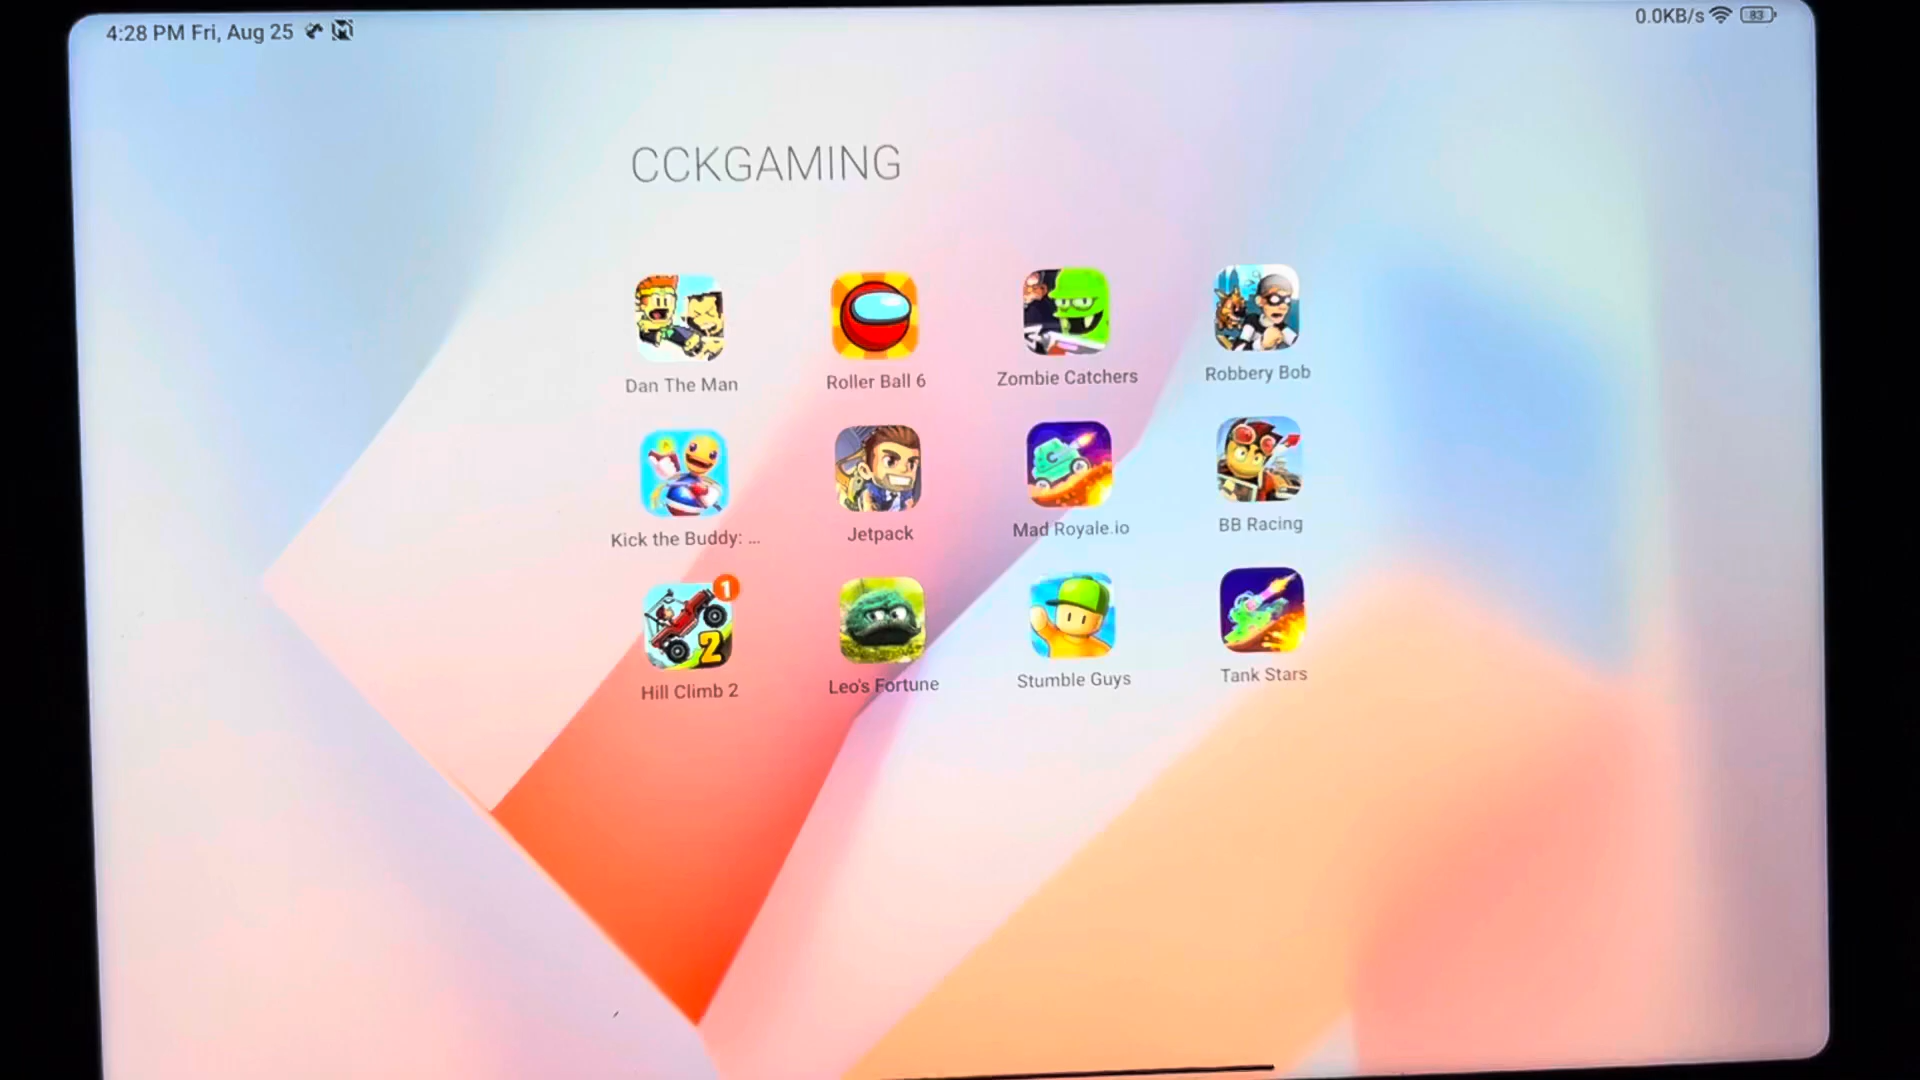 4:28 PM Fri, Aug 25
0.0KB/s 83
CCKGAMING
Dan The Man
Roller Ball 6
Zombie Catchers
Robbery Bob
Kick the Buddy: ...
Jetpack
Mad Royale.io
BB Racing
1
2
Hill Climb 2
Leo's Fortune
Stumble Guys
Tank Stars